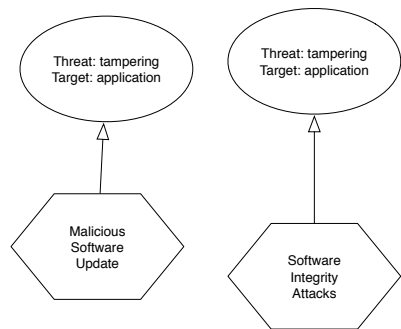 Threat: tampering
Target: application
Threat: tampering
Target: application
Malicious
Software
Update
Software
Integrity
Attacks